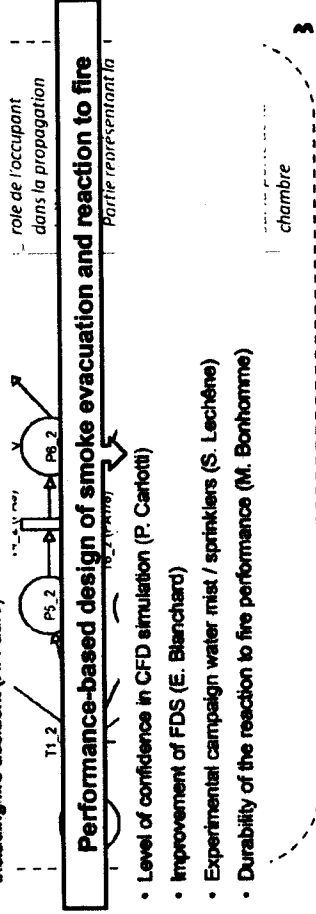 role de l'occupant
dans la propagation
P5_2
P6_2
T1_2
Performance-based design of smoke evacuation and reaction to fire
Partie représentant la
chambre
• Level of confidence in CFD simulation (P. Carlotti)
• Improvement of FDS (E. Blanchard)
• Experimental campaign water mist / sprinklers (S. Lechêne)
• Durability of the reaction to fire performance (M. Bonhomme)
3